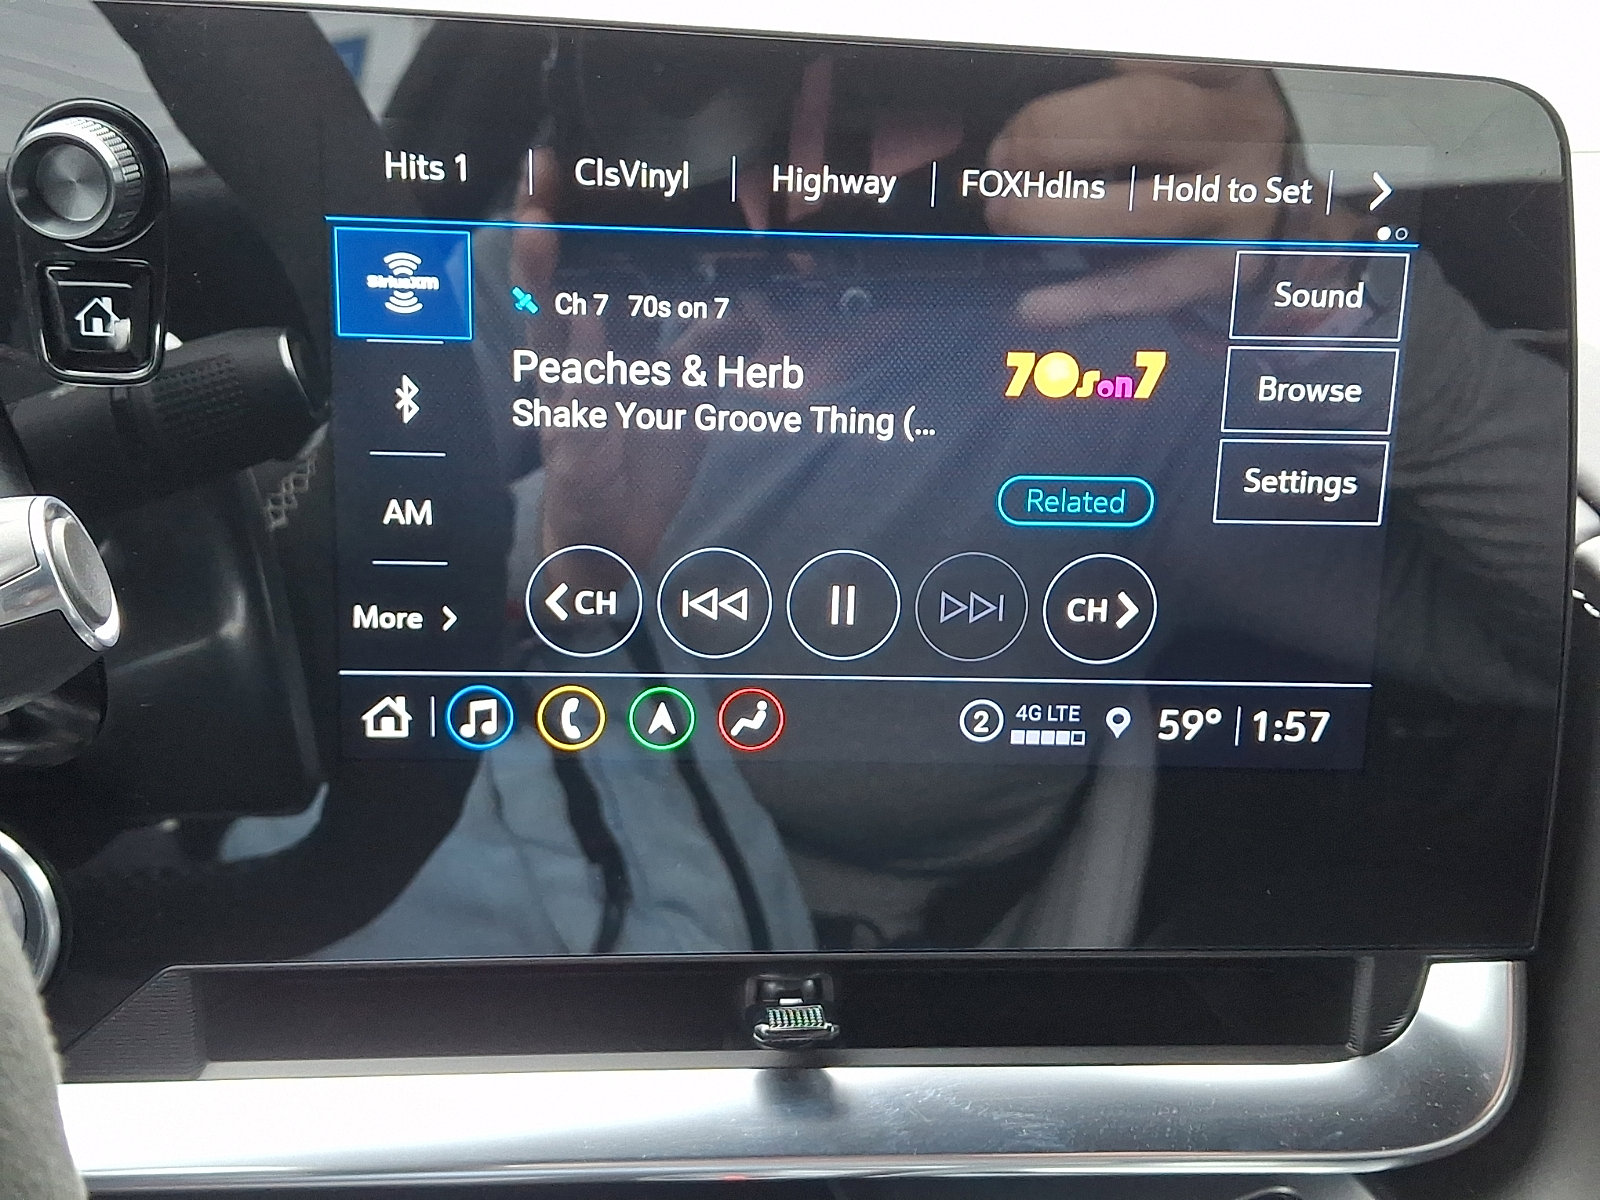 Hits 1 | ClsVinyl | Highway | FOXHdlns | Hold to Set |
SiriusXM
Ch 7 70s on 7
Sound
Peaches & Herb
70s on 7
Shake Your Groove Thing (...
Browse
Related
Settings
AM
More
CH
CH
2 4G LTE 59° | 1:57